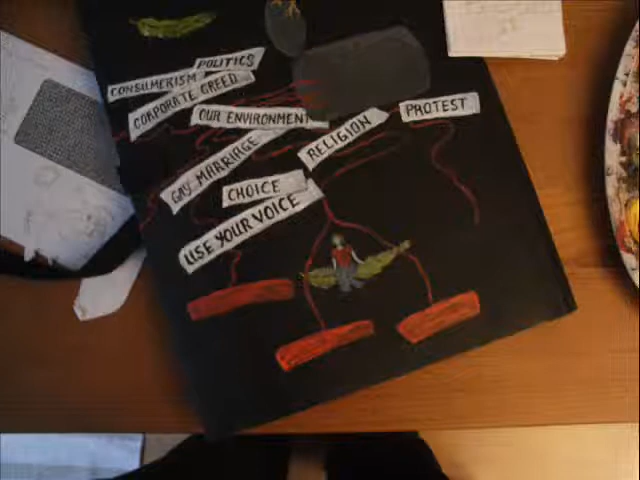 POLITICS
CONSUMERISM
CORPORATE GREED
OUR ENVIRONMENT
PROTEST
RELIGION
GAY MARRIAGE
CHOICE
USE YOUR VOICE